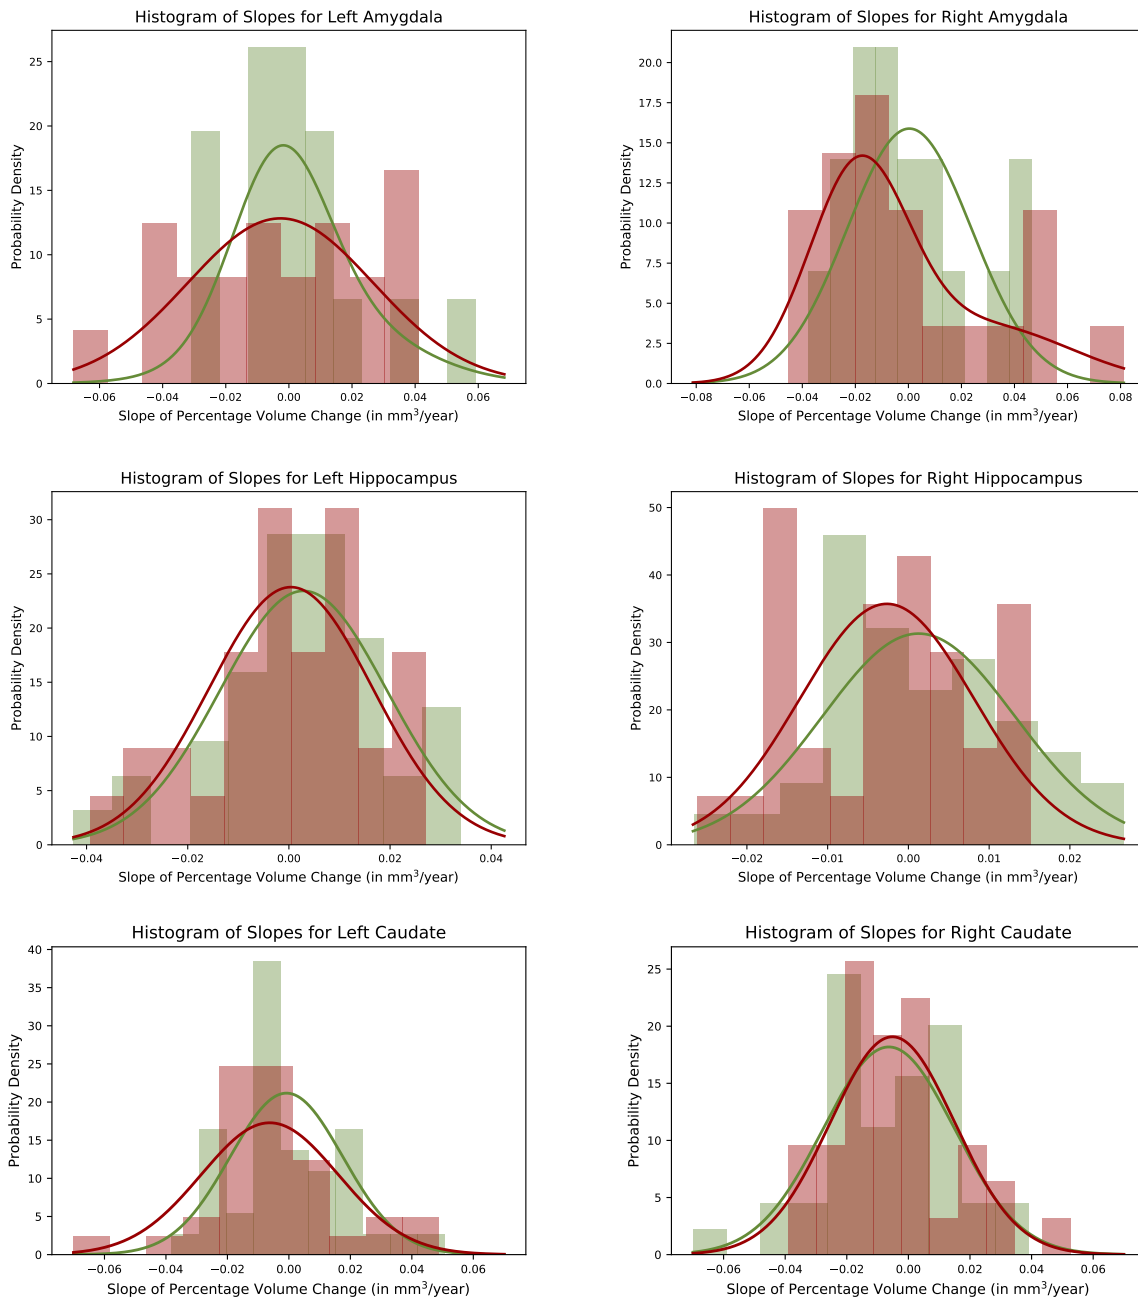 Histogram of Slopes for Left Amygdala
Probability Density
25
20
15
10
5
0
−0.06 −0.04 −0.02 0.00 0.02 0.04 0.06
Slope of Percentage Volume Change (in mm³/year)
Histogram of Slopes for Right Amygdala
Probability Density
20.0
17.5
15.0
12.5
10.0
7.5
5.0
2.5
0.0
−0.08 −0.06 −0.04 −0.02 0.00 0.02 0.04 0.06 0.08
Slope of Percentage Volume Change (in mm³/year)
Histogram of Slopes for Left Hippocampus
Probability Density
30
25
20
15
10
5
0
−0.04 −0.02 0.00 0.02 0.04
Slope of Percentage Volume Change (in mm³/year)
Histogram of Slopes for Right Hippocampus
Probability Density
50
40
30
20
10
0
−0.02 −0.01 0.00 0.01 0.02
Slope of Percentage Volume Change (in mm³/year)
Histogram of Slopes for Left Caudate
Probability Density
40
35
30
25
20
15
10
5
0
−0.06 −0.04 −0.02 0.00 0.02 0.04 0.06
Slope of Percentage Volume Change (in mm³/year)
Histogram of Slopes for Right Caudate
Probability Density
25
20
15
10
5
0
−0.06 −0.04 −0.02 0.00 0.02 0.04 0.06
Slope of Percentage Volume Change (in mm³/year)